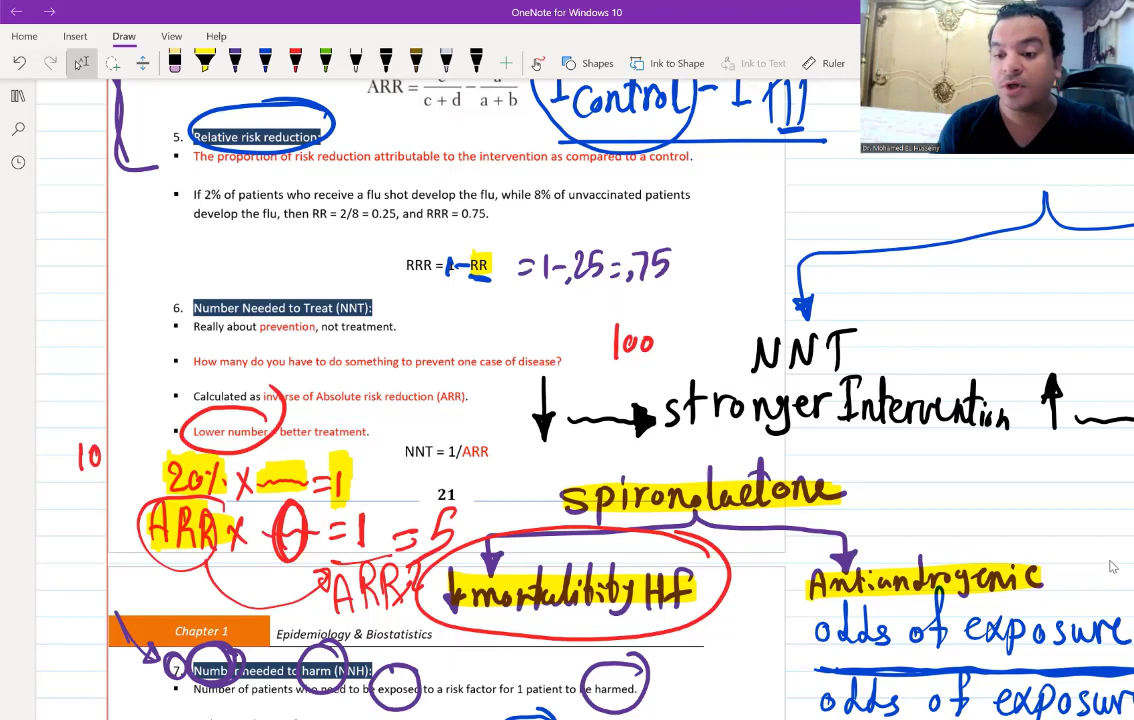 OneNote for Windows 10
Home Insert Draw View Help
Shapes Ink to Shape Ink to Text Ruler
Dr. Mohamed EL Husseiny
ARR = c + d − a + b
I Control - I
5. Relative risk reduction:
▪ The proportion of risk reduction attributable to the intervention as compared to a control.
▪ If 2% of patients who receive a flu shot develop the flu, while 8% of unvaccinated patients
develop the flu, then RR = 2/8 = 0.25, and RRR = 0.75.
RRR = 1 − RR = 1-,25=,75
6. Number Needed to Treat (NNT):
▪ Really about prevention, not treatment.
100
NNT
▪ How many do you have to do something to prevent one case of disease?
▪ Calculated as inverse of Absolute risk reduction (ARR).
↓ → stronger Intervention ↑
▪ Lower number = better treatment.
NNT = 1/ARR
10
20% x = 1
21
spironolactone
ARR x = 1 = 5
ARR
↓ mortalibity HF
Antiandrogenic
Chapter 1 Epidemiology & Biostatistics
odds of exposure
7. Number needed to harm (NNH):
▪ Number of patients who need to be exposed to a risk factor for 1 patient to be harmed.
odds of exposure